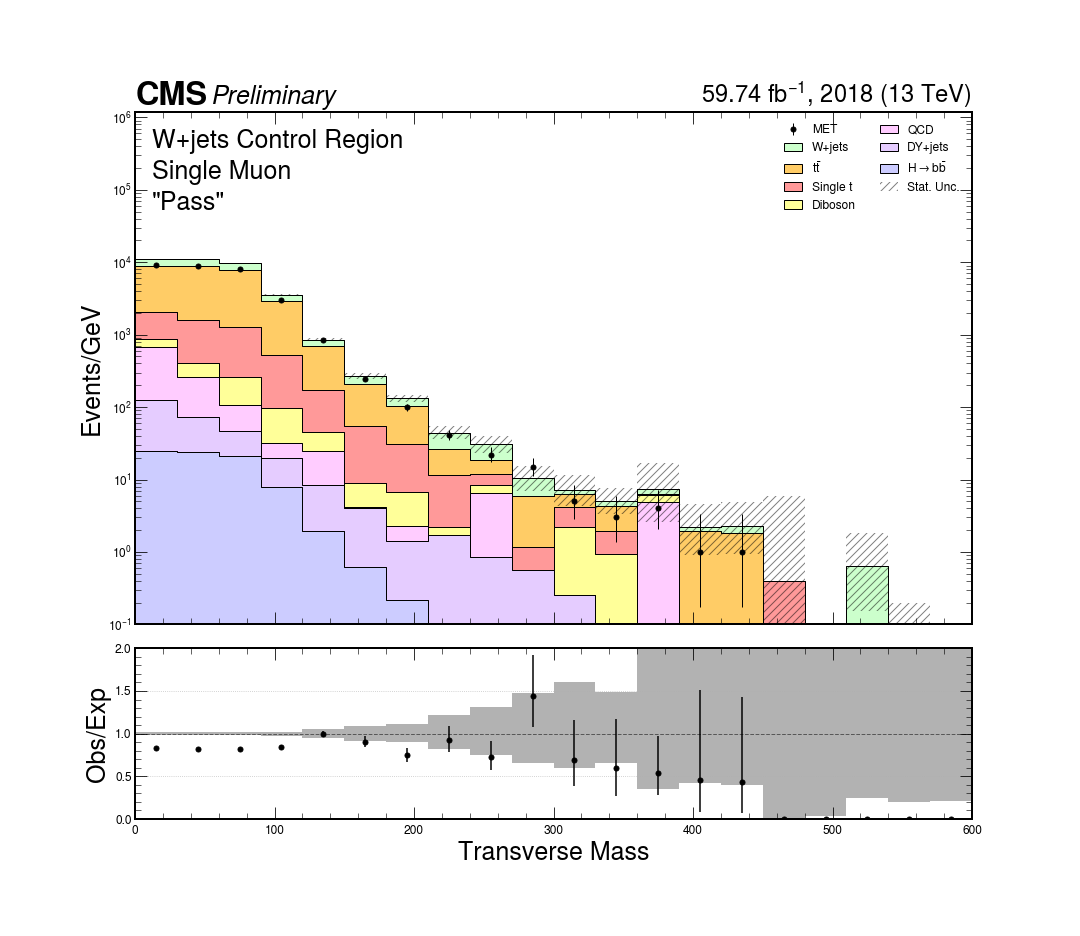 CMS Preliminary
59.74 fb⁻¹, 2018 (13 TeV)
W+jets Control Region
Single Muon
"Pass"
MET
W+jets
tt̄
Single t
Diboson
QCD
DY+jets
H→bb̄
Stat. Unc.
Events/GeV
10⁶
10⁵
10⁴
10³
10²
10¹
10⁰
10⁻¹
Obs/Exp
2.0
1.5
1.0
0.5
0.0
0 100 200 300 400 500 600
Transverse Mass